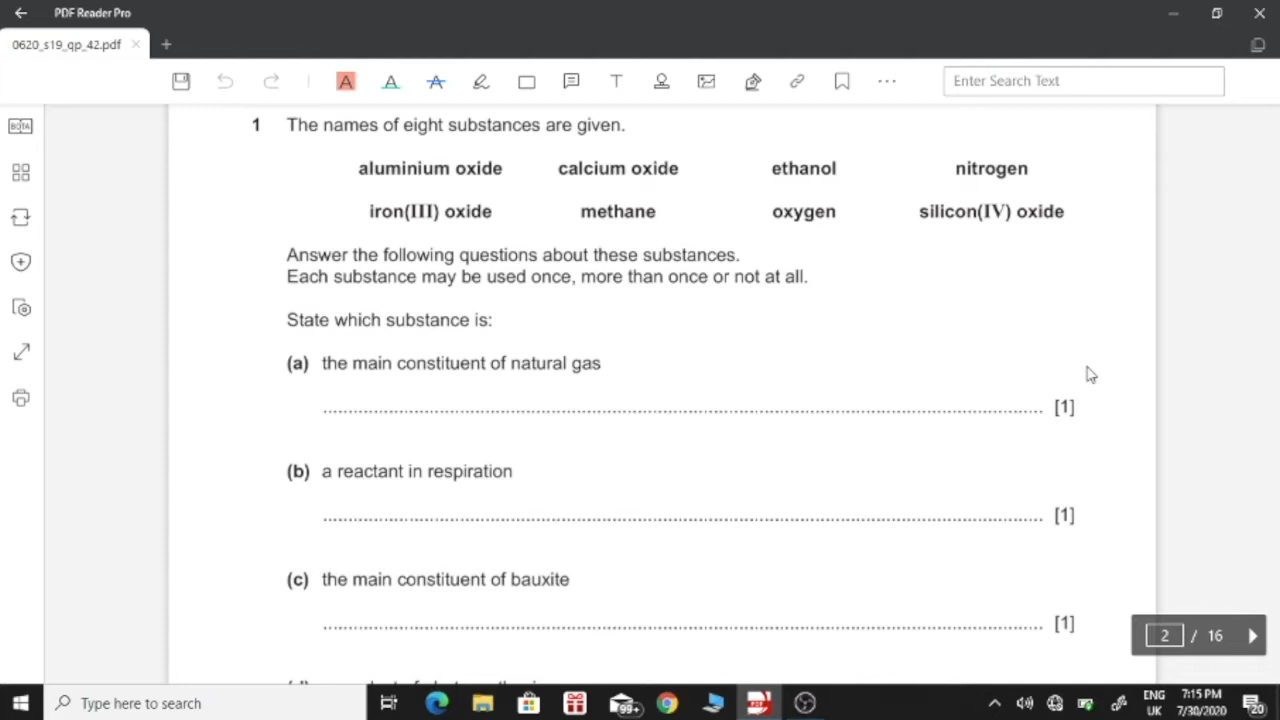 PDF Reader Pro
0620_s19_qp_42.pdf
Enter Search Text
BOTA
1 The names of eight substances are given.
aluminium oxide calcium oxide ethanol nitrogen
iron(III) oxide methane oxygen silicon(IV) oxide
Answer the following questions about these substances.
Each substance may be used once, more than once or not at all.
State which substance is:
(a) the main constituent of natural gas
[1]
(b) a reactant in respiration
[1]
(c) the main constituent of bauxite
[1]
2 / 16
Type here to search
99+
PDF
ENG
UK
7:15 PM
7/30/2020
20